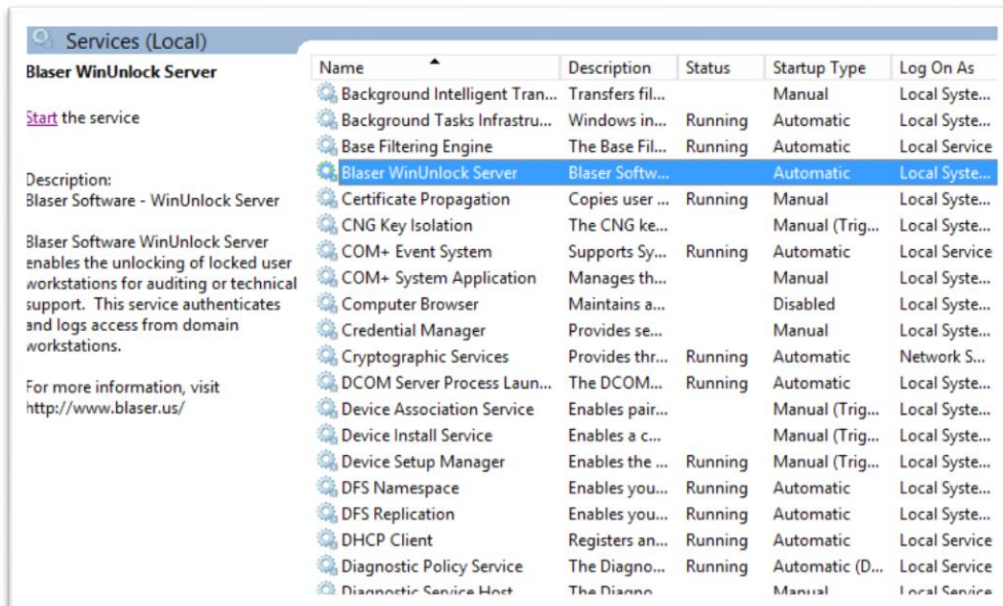 Services (Local)
Blaser WinUnlock Server
Start the service
Description:
Blaser Software - WinUnlock Server
Blaser Software WinUnlock Server
enables the unlocking of locked user
workstations for auditing or technical
support. This service authenticates
and logs access from domain
workstations.
For more information, visit
http://www.blaser.us/
Name Description Status Startup Type Log On As
Background Intelligent Tran... Transfers fil... Manual Local Syste...
Background Tasks Infrastru... Windows in... Running Automatic Local Syste...
Base Filtering Engine The Base Fil... Running Automatic Local Service
Blaser WinUnlock Server Blaser Softw... Automatic Local Syste...
Certificate Propagation Copies user ... Running Manual Local Syste...
CNG Key Isolation The CNG ke... Manual (Trig... Local Syste...
COM+ Event System Supports Sy... Running Automatic Local Service
COM+ System Application Manages th... Manual Local Syste...
Computer Browser Maintains a... Disabled Local Syste...
Credential Manager Provides se... Manual Local Syste...
Cryptographic Services Provides thr... Running Automatic Network S...
DCOM Server Process Laun... The DCOM... Running Automatic Local Syste...
Device Association Service Enables pair... Manual (Trig... Local Syste...
Device Install Service Enables a c... Manual (Trig... Local Syste...
Device Setup Manager Enables the ... Running Manual (Trig... Local Syste...
DFS Namespace Enables you... Running Automatic Local Syste...
DFS Replication Enables you... Running Automatic Local Syste...
DHCP Client Registers an... Running Automatic Local Service
Diagnostic Policy Service The Diagno... Running Automatic (D... Local Service
Diagnostic Service Host The Diagno... Manual Local Service